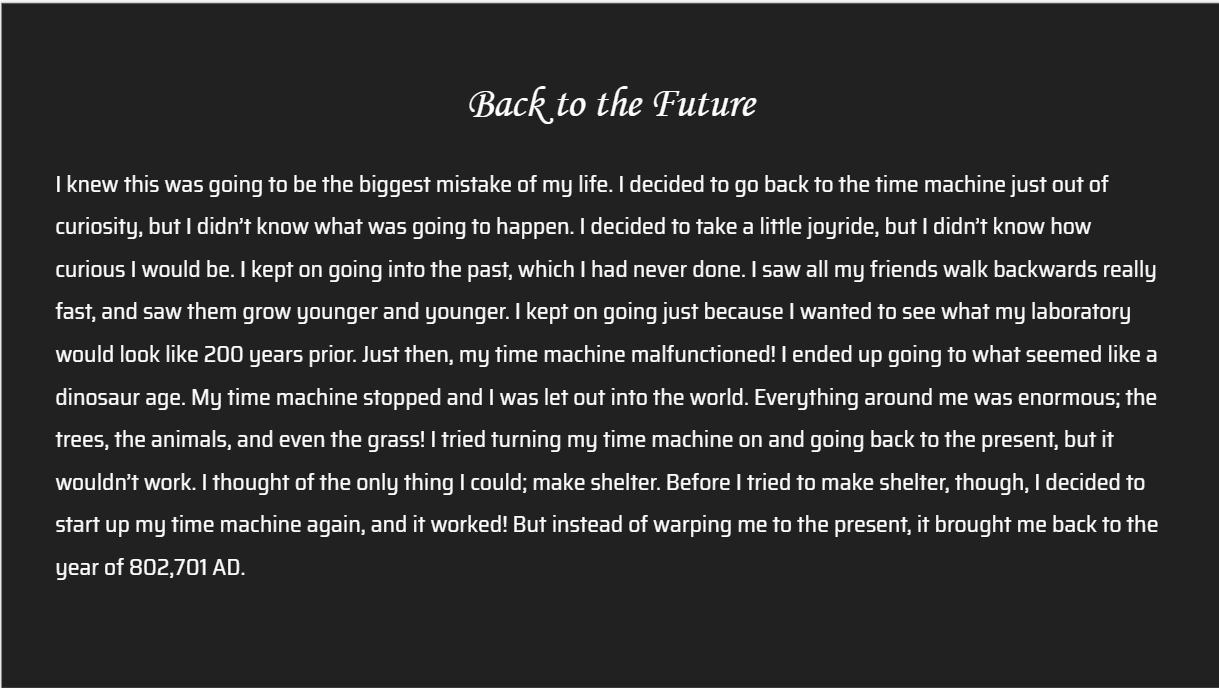 Back to the Future
I knew this was going to be the biggest mistake of my life. I decided to go back to the time machine just out of
curiosity, but I didn’t know what was going to happen. I decided to take a little joyride, but I didn’t know how
curious I would be. I kept on going into the past, which I had never done. I saw all my friends walk backwards really
fast, and saw them grow younger and younger. I kept on going just because I wanted to see what my laboratory
would look like 200 years prior. Just then, my time machine malfunctioned! I ended up going to what seemed like a
dinosaur age. My time machine stopped and I was let out into the world. Everything around me was enormous; the
trees, the animals, and even the grass! I tried turning my time machine on and going back to the present, but it
wouldn’t work. I thought of the only thing I could; make shelter. Before I tried to make shelter, though, I decided to
start up my time machine again, and it worked! But instead of warping me to the present, it brought me back to the
year of 802,701 AD.